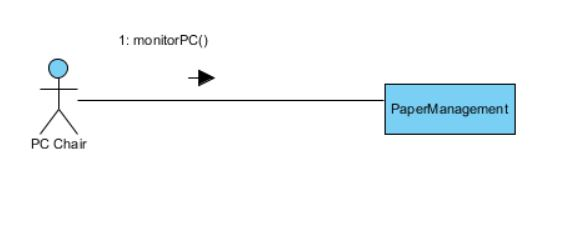 1: monitorPC()
PaperManagement
PC Chair